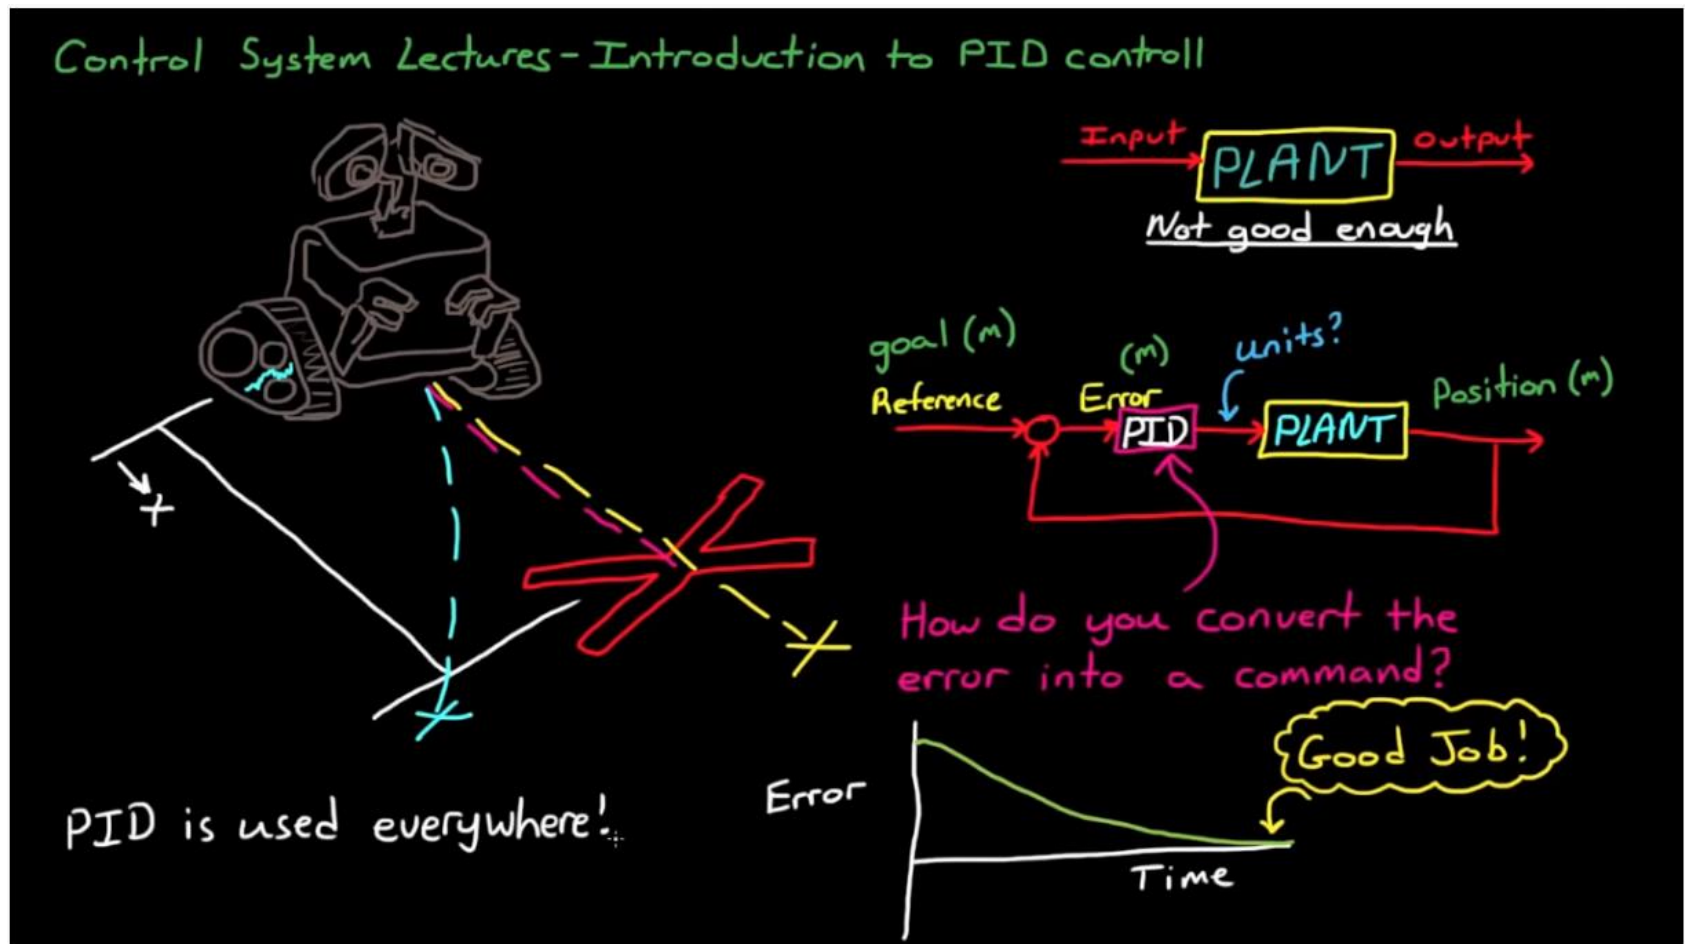 Control System Lectures - Introduction to PID controll
Input
PLANT
output
Not good enough
goal (m)
(m)
units?
Reference
Error
Position (m)
PID
PLANT
How do you convert the
error into a command?
Good Job!
Error
Time
PID is used everywhere!